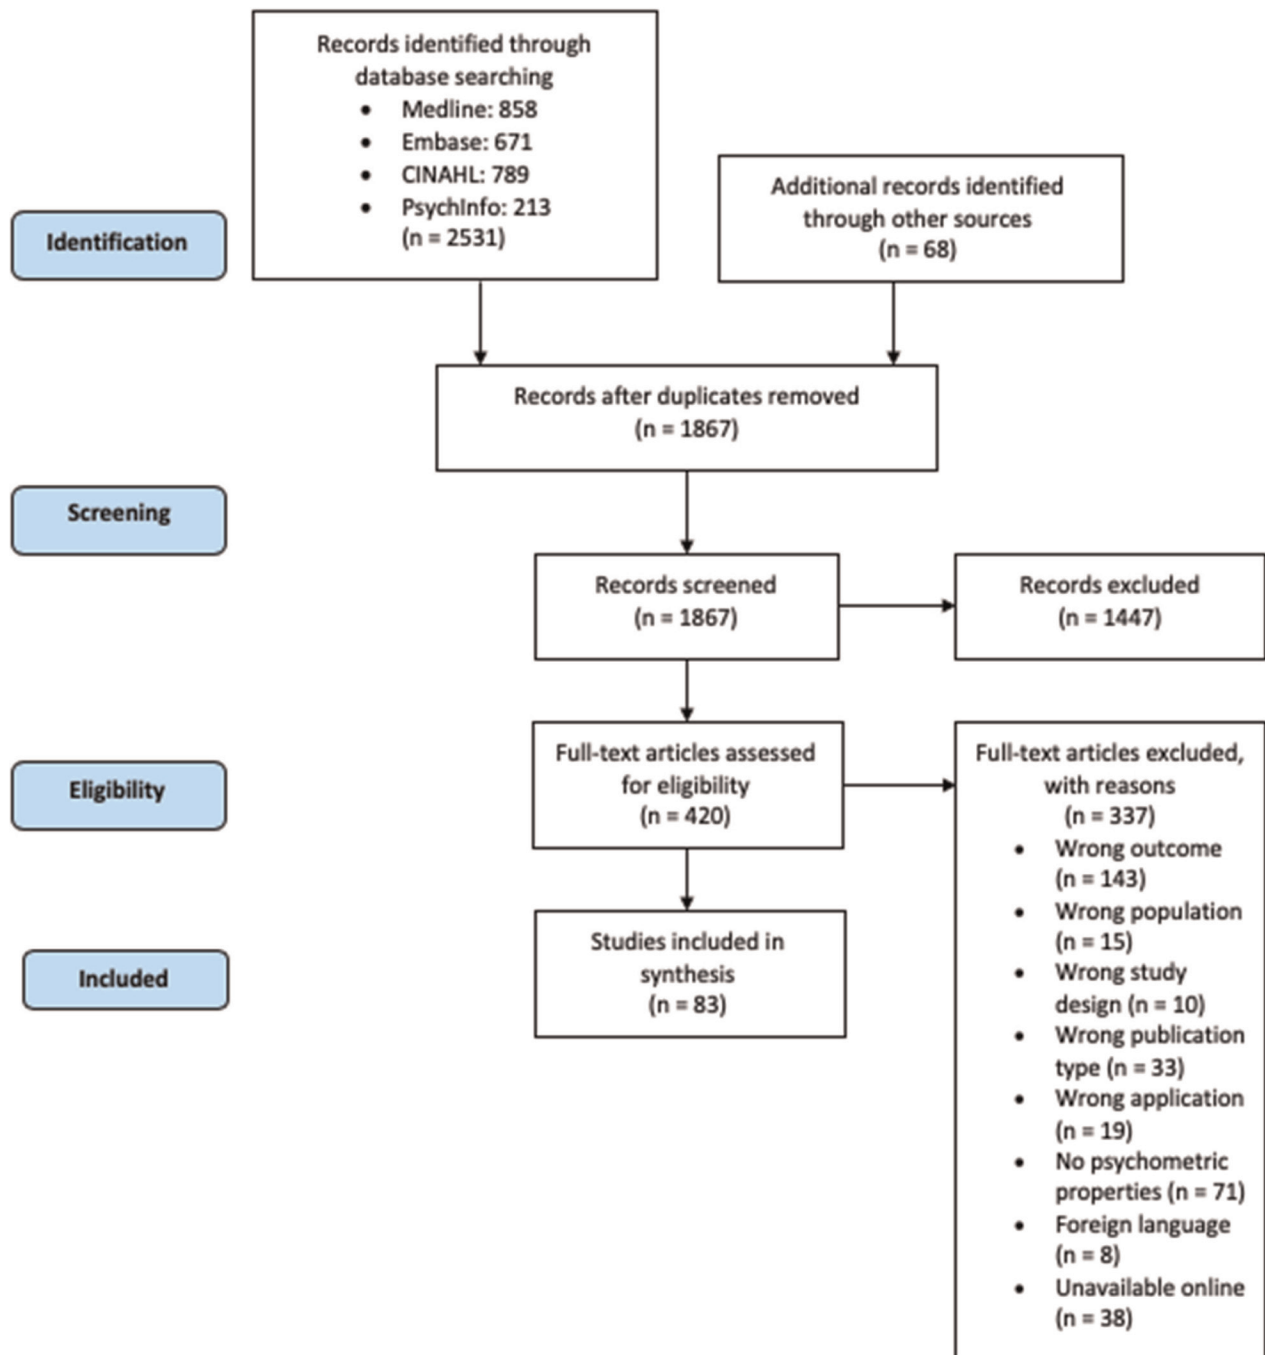 Records identified through
database searching
• Medline: 858
• Embase: 671
• CINAHL: 789
• PsychInfo: 213
(n = 2531)
Additional records identified
through other sources
(n = 68)
Identification
Records after duplicates removed
(n = 1867)
Screening
Records screened
(n = 1867)
Records excluded
(n = 1447)
Eligibility
Full-text articles assessed
for eligibility
(n = 420)
Full-text articles excluded,
with reasons
(n = 337)
• Wrong outcome
(n = 143)
• Wrong population
(n = 15)
• Wrong study
design (n = 10)
• Wrong publication
type (n = 33)
• Wrong application
(n = 19)
• No psychometric
properties (n = 71)
• Foreign language
(n = 8)
• Unavailable online
(n = 38)
Included
Studies included in
synthesis
(n = 83)